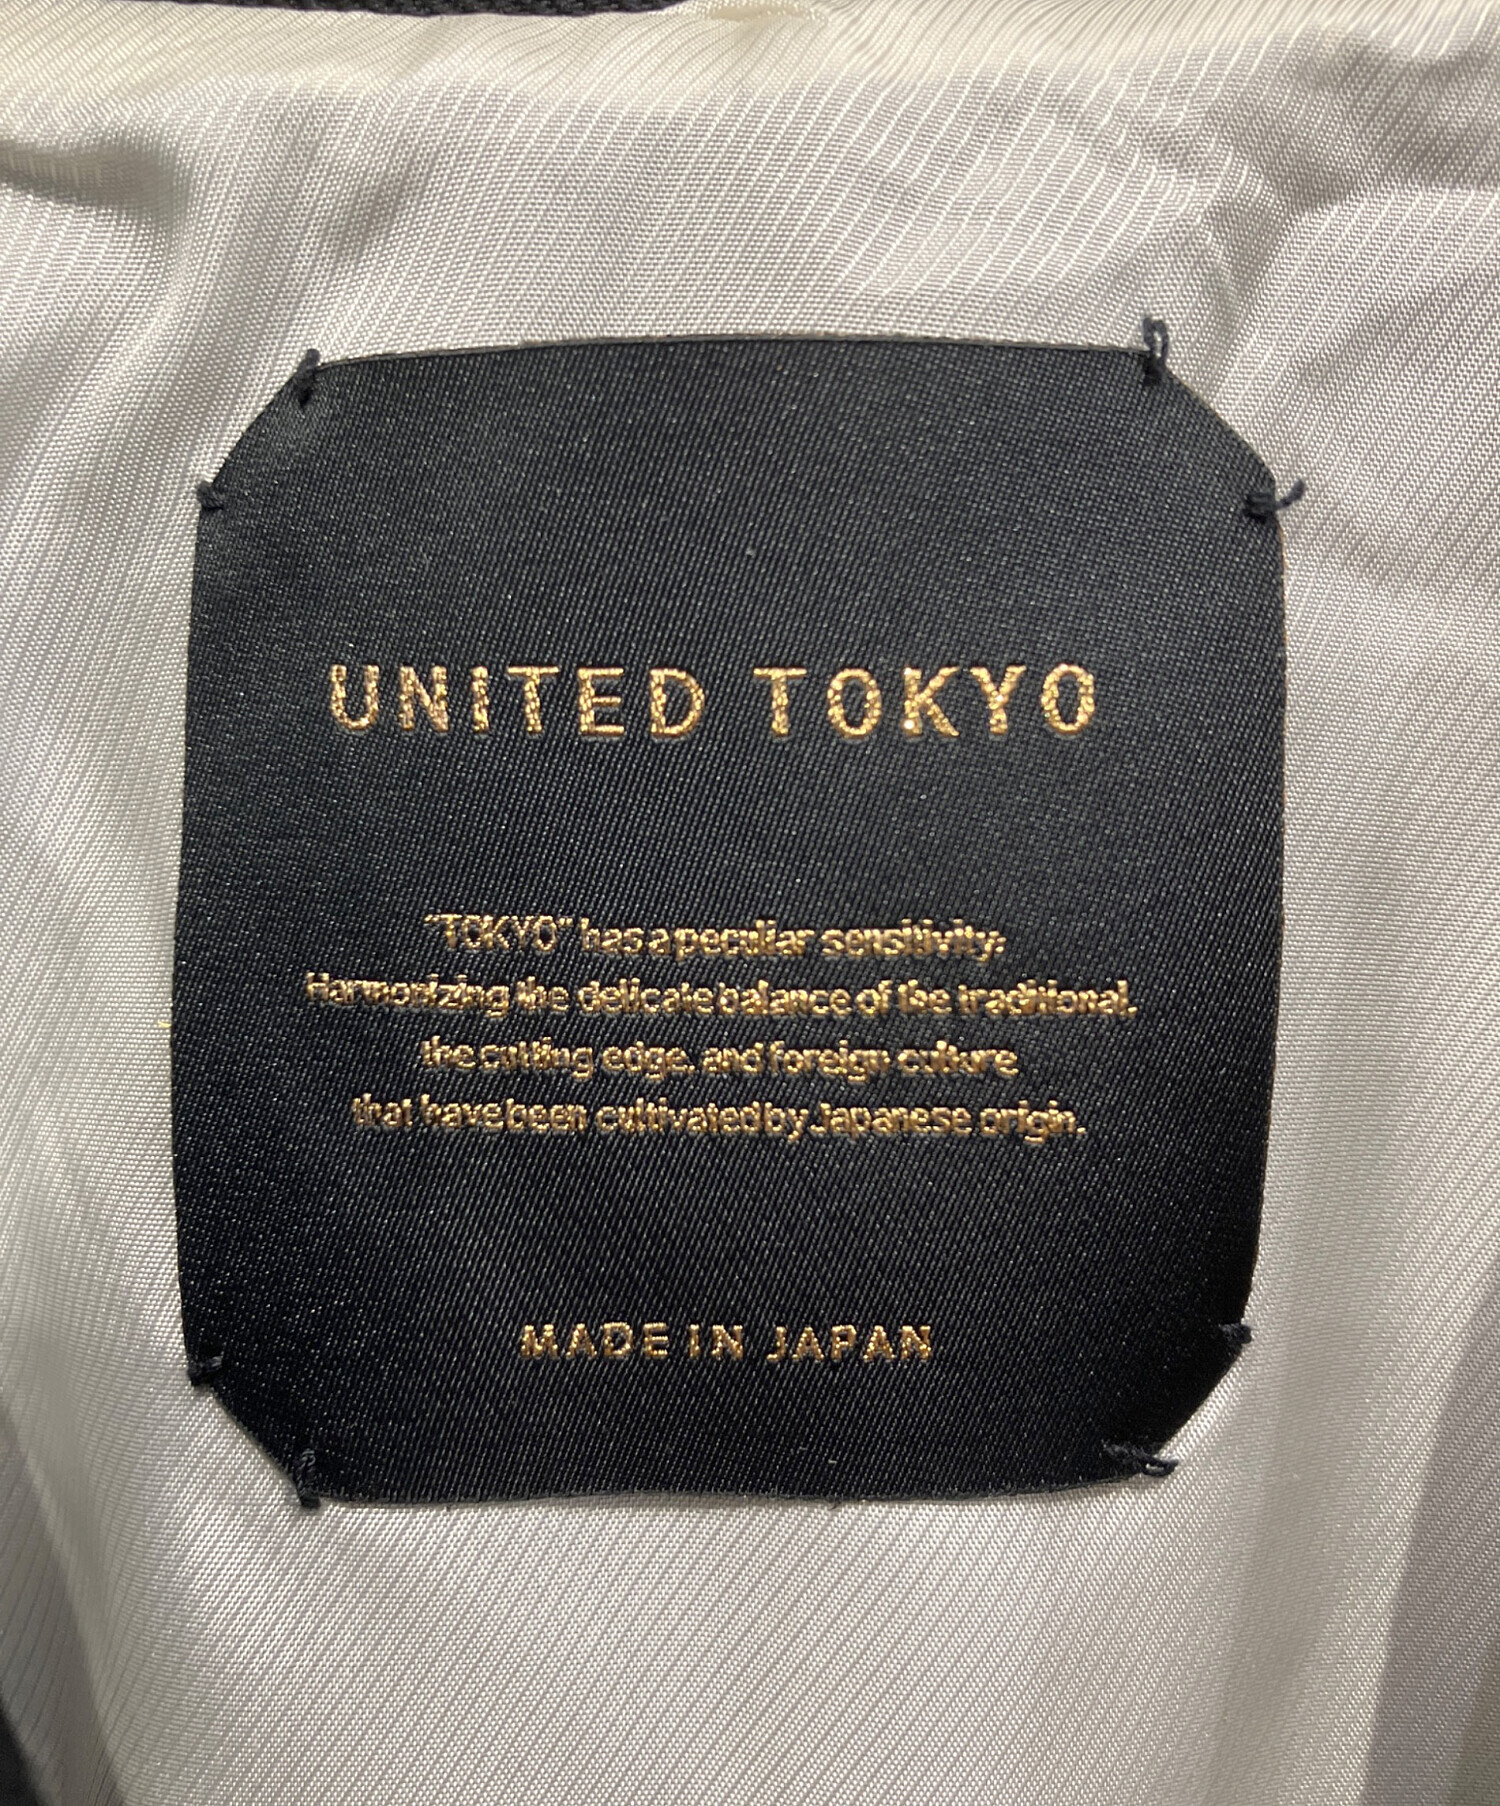 UNITED TOKYO
"TOKYO" has a peculiar sensitivity:
Harmonizing the delicate balance of the traditional,
the cutting edge, and foreign culture
that have been cultivated by Japanese origin.
MADE IN JAPAN